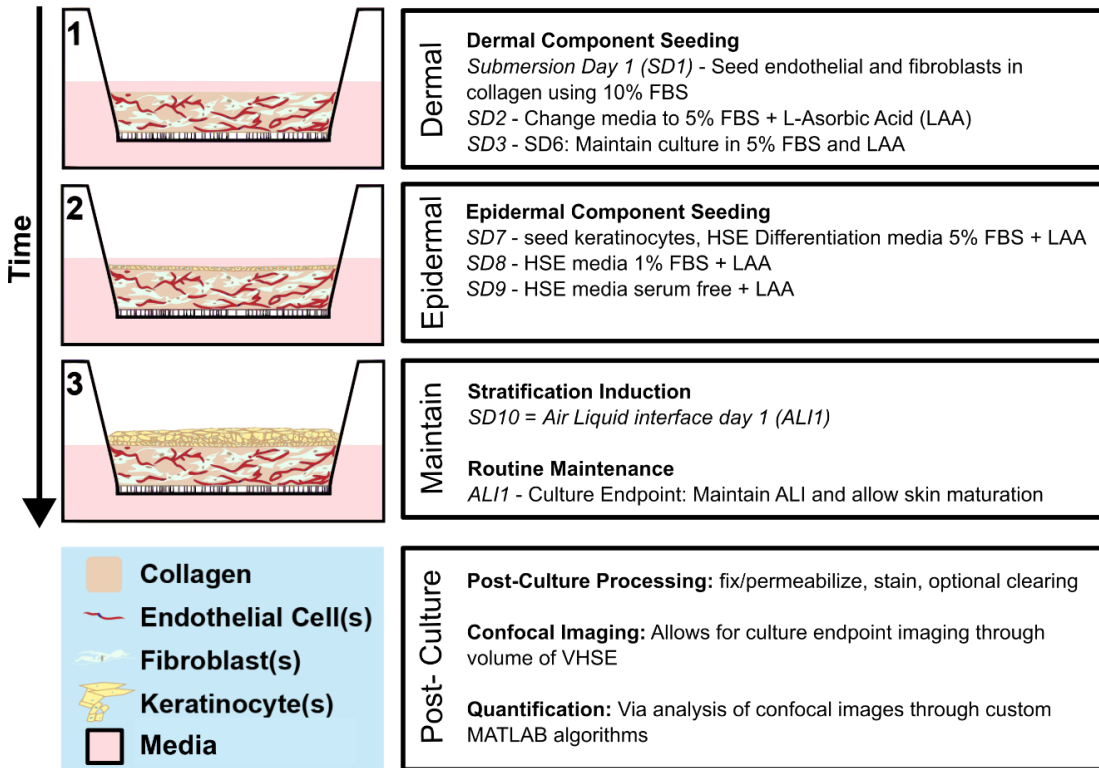 Time
1
Dermal
Dermal Component Seeding
Submersion Day 1 (SD1) - Seed endothelial and fibroblasts in
collagen using 10% FBS
SD2 - Change media to 5% FBS + L-Asorbic Acid (LAA)
SD3 - SD6: Maintain culture in 5% FBS and LAA
2
Epidermal
Epidermal Component Seeding
SD7 - seed keratinocytes, HSE Differentiation media 5% FBS + LAA
SD8 - HSE media 1% FBS + LAA
SD9 - HSE media serum free + LAA
3
Maintain
Stratification Induction
SD10 = Air Liquid interface day 1 (ALI1)
Routine Maintenance
ALI1 - Culture Endpoint: Maintain ALI and allow skin maturation
Collagen
Endothelial Cell(s)
Fibroblast(s)
Keratinocyte(s)
Media
Post- Culture
Post-Culture Processing: fix/permeabilize, stain, optional clearing
Confocal Imaging: Allows for culture endpoint imaging through
volume of VHSE
Quantification: Via analysis of confocal images through custom
MATLAB algorithms